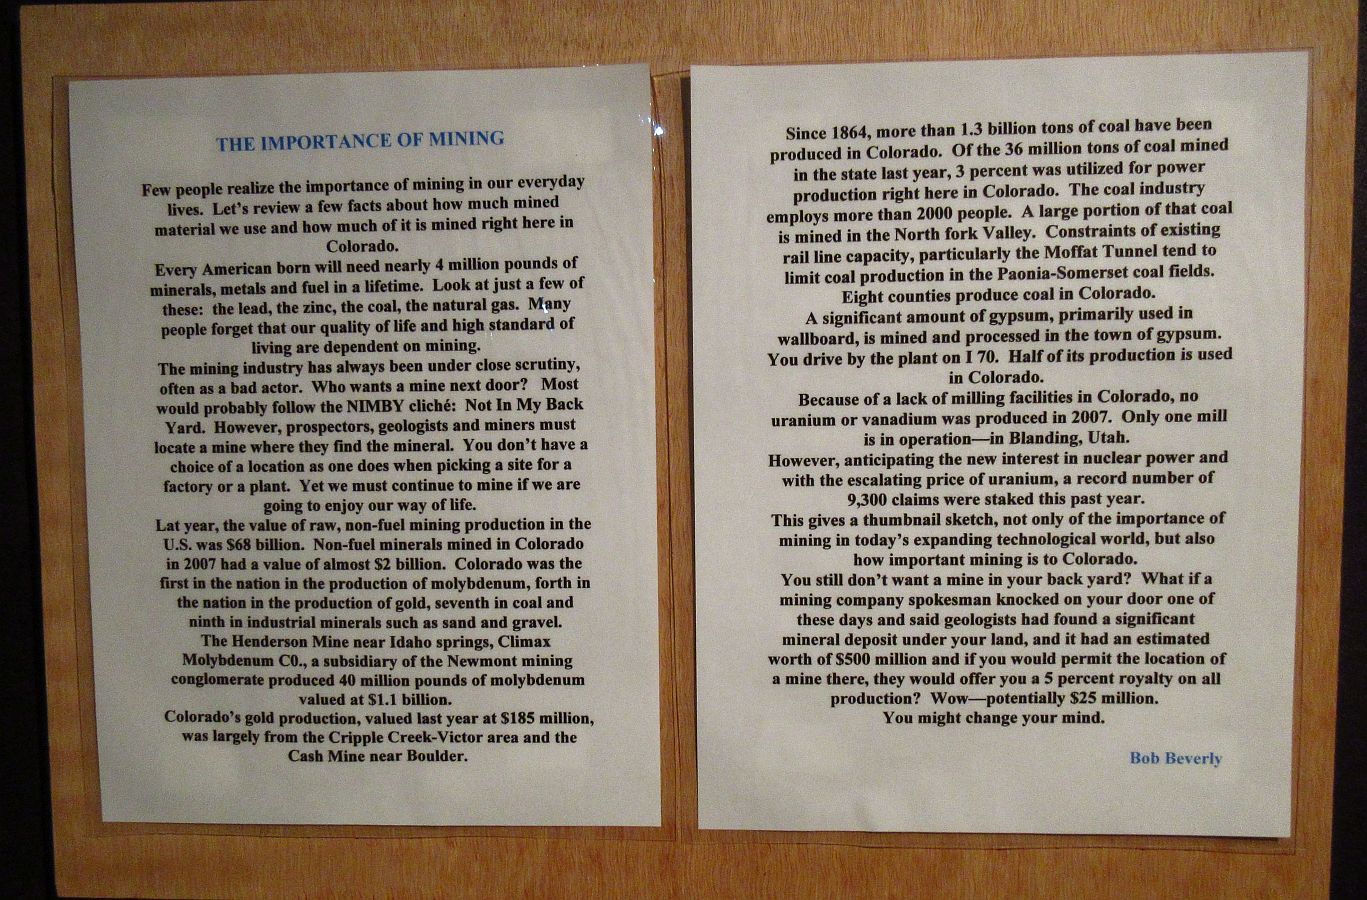 THE IMPORTANCE OF MINING
Few people realize the importance of mining in our everyday
lives.  Let's review a few facts about how much mined
material we use and how much of it is mined right here in
Colorado.
Every American born will need nearly 4 million pounds of
minerals, metals and fuel in a lifetime.  Look at just a few of
these:  the lead, the zinc, the coal, the natural gas.  Many
people forget that our quality of life and high standard of
living are dependent on mining.
The mining industry has always been under close scrutiny,
often as a bad actor.  Who wants a mine next door?  Most
would probably follow the NIMBY cliché:  Not In My Back
Yard.  However, prospectors, geologists and miners must
locate a mine where they find the mineral.  You don't have a
choice of a location as one does when picking a site for a
factory or a plant.  Yet we must continue to mine if we are
going to enjoy our way of life.
Lat year, the value of raw, non-fuel mining production in the
U.S. was $68 billion.  Non-fuel minerals mined in Colorado
in 2007 had a value of almost $2 billion.  Colorado was the
first in the nation in the production of molybdenum, forth in
the nation in the production of gold, seventh in coal and
ninth in industrial minerals such as sand and gravel.
The Henderson Mine near Idaho springs, Climax
Molybdenum C0., a subsidiary of the Newmont mining
conglomerate produced 40 million pounds of molybdenum
valued at $1.1 billion.
Colorado's gold production, valued last year at $185 million,
was largely from the Cripple Creek-Victor area and the
Cash Mine near Boulder.
Since 1864, more than 1.3 billion tons of coal have been
produced in Colorado.  Of the 36 million tons of coal mined
in the state last year, 3 percent was utilized for power
production right here in Colorado.  The coal industry
employs more than 2000 people.  A large portion of that coal
is mined in the North fork Valley.  Constraints of existing
rail line capacity, particularly the Moffat Tunnel tend to
limit coal production in the Paonia-Somerset coal fields.
Eight counties produce coal in Colorado.
A significant amount of gypsum, primarily used in
wallboard, is mined and processed in the town of gypsum.
You drive by the plant on I 70.  Half of its production is used
in Colorado.
Because of a lack of milling facilities in Colorado, no
uranium or vanadium was produced in 2007.  Only one mill
is in operation—in Blanding, Utah.
However, anticipating the new interest in nuclear power and
with the escalating price of uranium, a record number of
9,300 claims were staked this past year.
This gives a thumbnail sketch, not only of the importance of
mining in today's expanding technological world, but also
how important mining is to Colorado.
You still don't want a mine in your back yard?  What if a
mining company spokesman knocked on your door one of
these days and said geologists had found a significant
mineral deposit under your land, and it had an estimated
worth of $500 million and if you would permit the location of
a mine there, they would offer you a 5 percent royalty on all
production?  Wow—potentially $25 million.
You might change your mind.
Bob Beverly